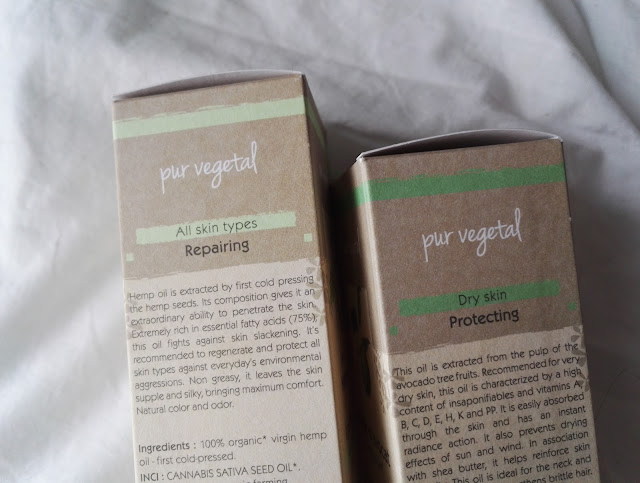 pur vegetal
All skin types
Repairing
Hemp oil is extracted by first cold pressing
the hemp seeds. Its composition gives it an
extraordinary ability to penetrate the skin.
Extremely rich in essential fatty acids (75%),
this oil fights against skin slackening. It's
recommended to regenerate and protect all
skin types against everyday's environmental
aggressions. Non greasy, it leaves the skin
supple and silky, bringing maximum comfort.
Natural color and odor.
Ingredients : 100% organic* virgin hemp
oil - first cold-pressed.
INCI : CANNABIS SATIVA SEED OIL*.
farming
pur vegetal
Dry skin
Protecting
This oil is extracted from the pulp of the
avocado tree fruits. Recommended for very
dry skin, this oil is characterized by a high
content of insaponifiables and vitamins A,
B, C, D, E, H, K and PP. It is easily absorbed
through the skin and has an instant
radiance action. It also prevents drying
effects of sun and wind. In association
with shea butter, it helps reinforce skin
This oil is ideal for the neck and
brittle hair.